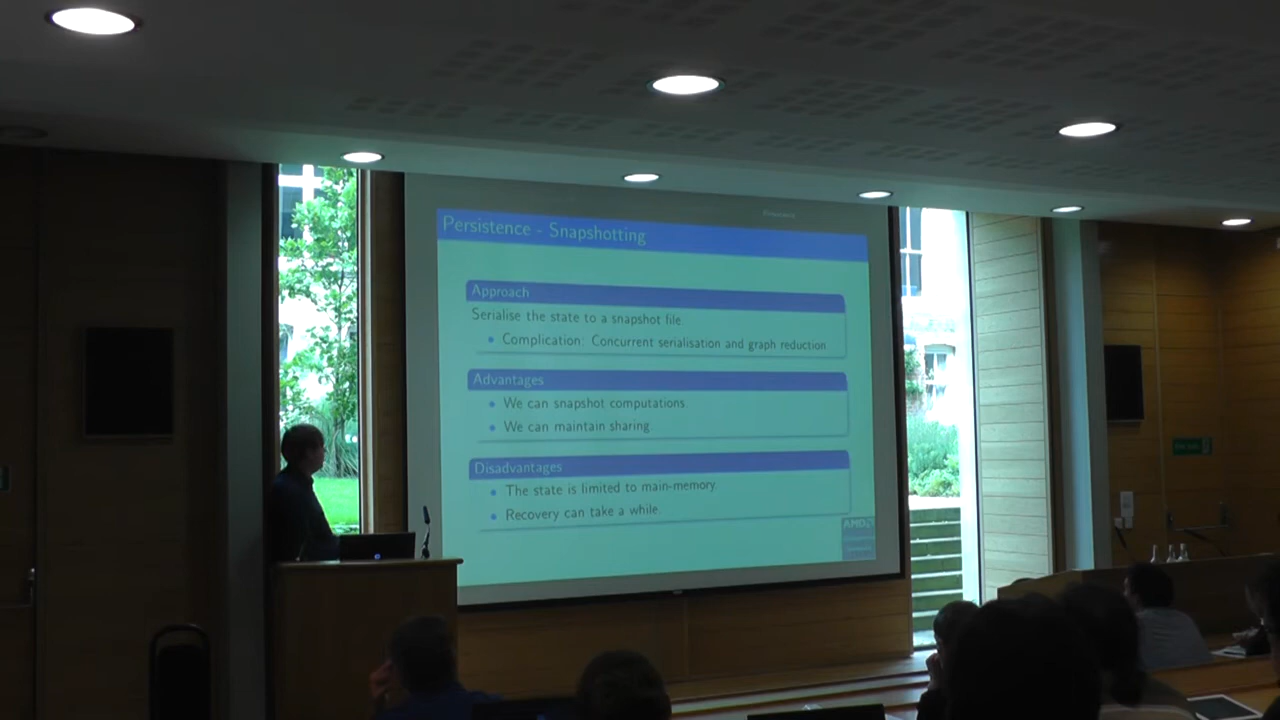 Persistence - Snapshotting
Approach
Serialise the state to a snapshot file.
Complication: Concurrent serialisation and graph reduction
Advantages
We can snapshot computations.
We can maintain sharing
Disadvantages
The state is limited to main-memory.
Recovery can take a while.